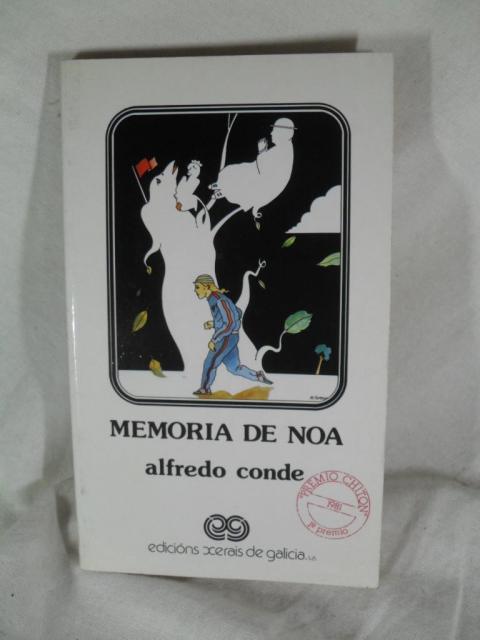 MEMORIA DE NOA
alfredo conde
"PREMIO CHITON"
1981
1º premio
edicións xerais de galicia, s.a.